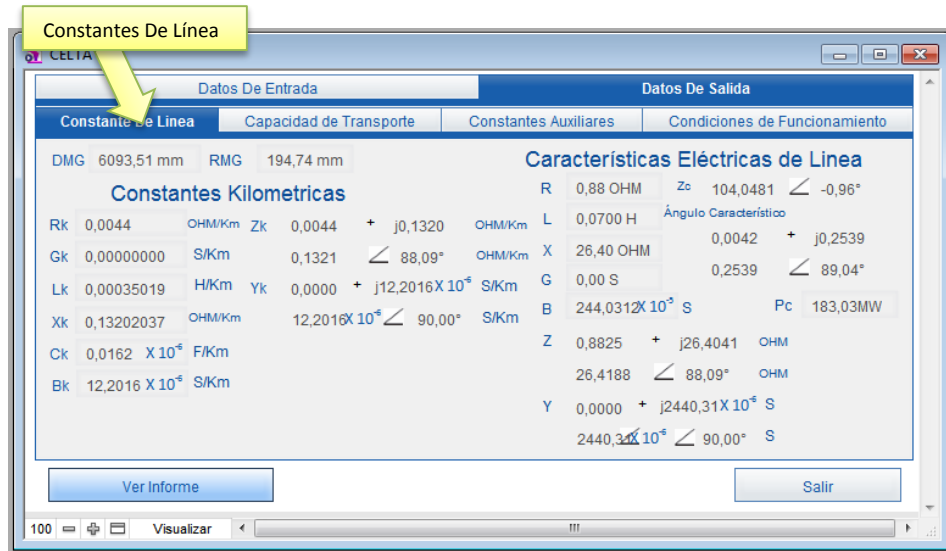 Constantes De Línea
CELTA
Datos De Entrada Datos De Salida
Constante De Linea Capacidad de Transporte Constantes Auxiliares Condiciones de Funcionamiento
DMG 6093,51 mm RMG 194,74 mm
Características Eléctricas de Linea
Constantes Kilometricas
R 0,88 OHM Zc 104,0481 ∠ -0,96°
Rk 0,0044 OHM/Km Zk 0,0044 + j0,1320 OHM/Km
L 0,0700 H Ángulo Característico
0,0042 + j0,2539
Gk 0,00000000 S/Km 0,1321 ∠ 88,09° OHM/Km
X 26,40 OHM
0,2539 ∠ 89,04°
Lk 0,00035019 H/Km Yk 0,0000 + j12,2016 X 10⁻⁶ S/Km
G 0,00 S
Xk 0,13202037 OHM/Km 12,2016 X 10⁻⁶ ∠ 90,00° S/Km
B 244,0312 X 10⁻⁵ S Pc 183,03MW
Ck 0,0162 X 10⁻⁶ F/Km
Z 0,8825 + j26,4041 OHM
26,4188 ∠ 88,09° OHM
Bk 12,2016 X 10⁻⁶ S/Km
Y 0,0000 + j2440,31 X 10⁻⁶ S
2440,31 X 10⁻⁶ ∠ 90,00° S
Ver Informe Salir
100 Visualizar